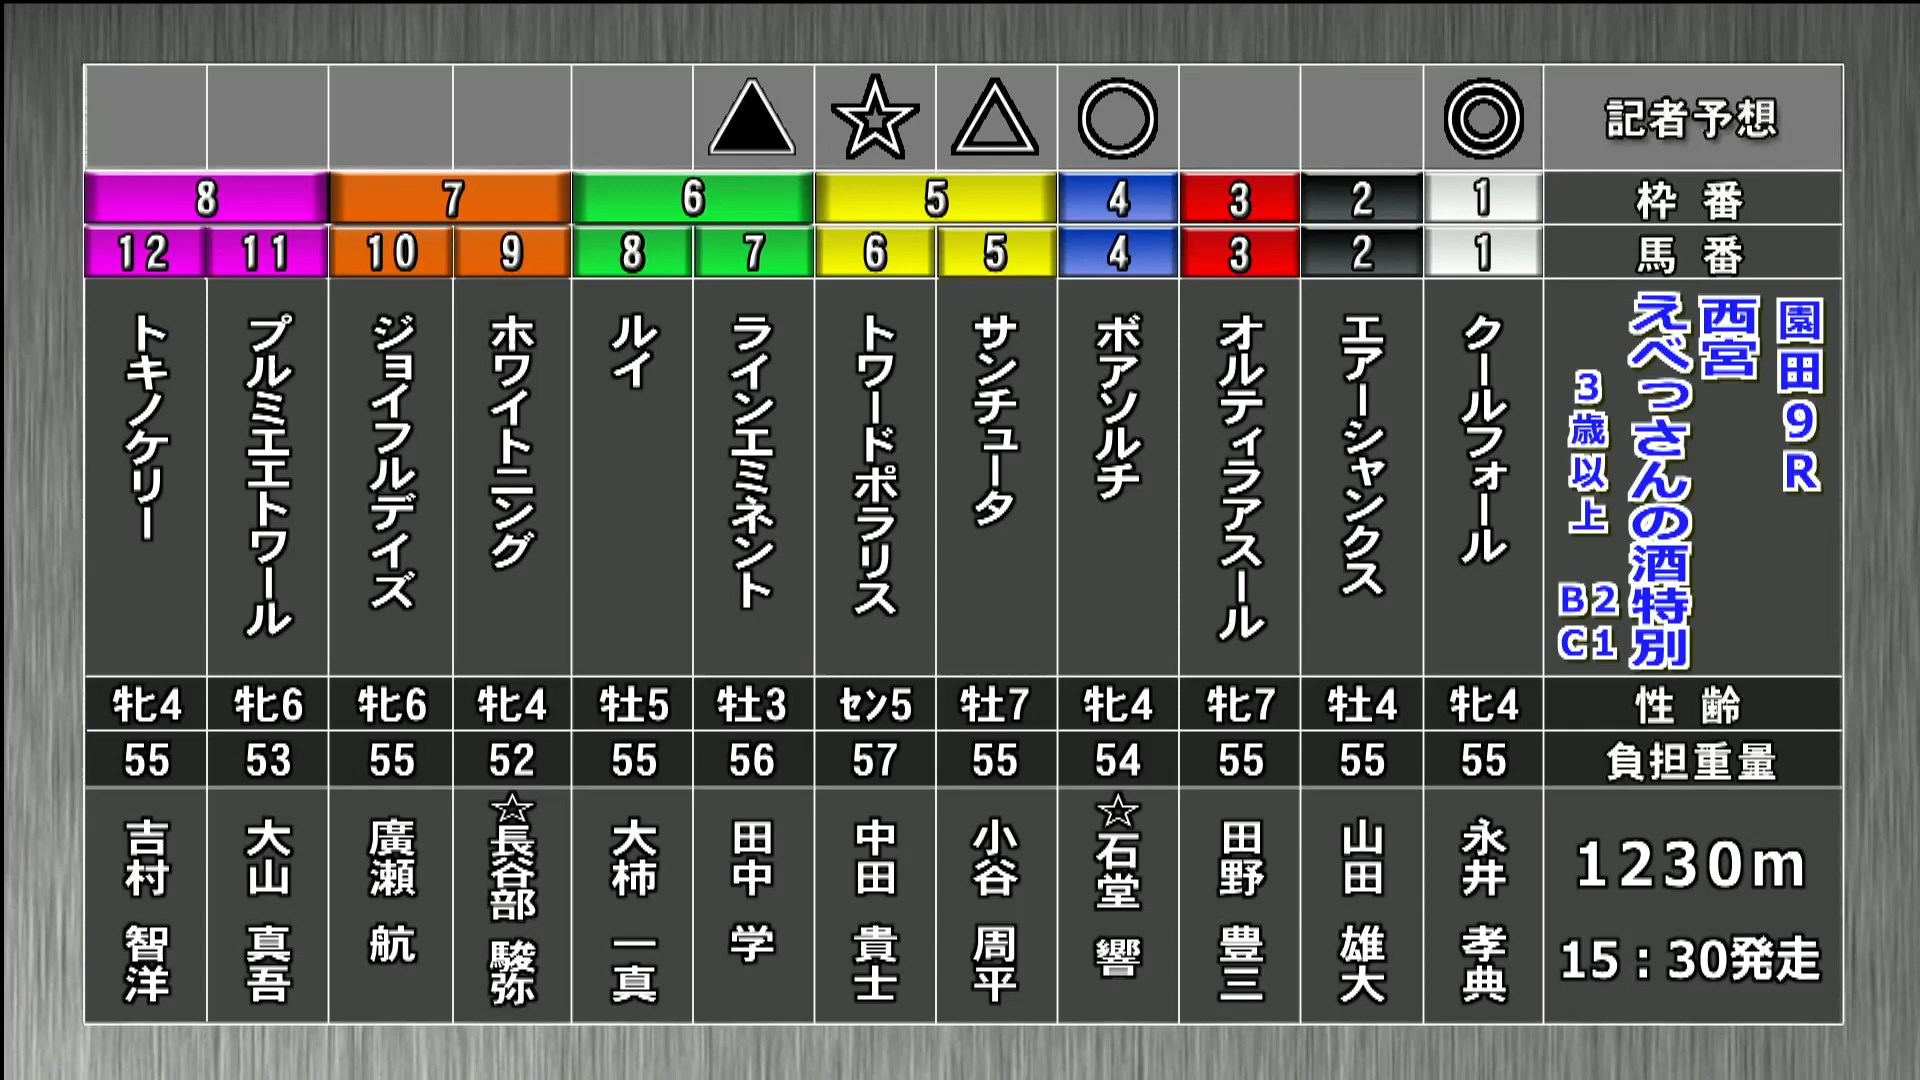 ▲ ☆ △ ○ ◎ 記者予想
8 7 6 5 4 3 2 1 枠番
12 11 10 9 8 7 6 5 4 3 2 1 馬番
園田9R
西宮
えべっさんの酒特別
3歳以上 B2 C1
クールフォール
エアーシャンクス
オルティラアスール
ボアソルチ
サンチュータ
トワードポラリス
ラインエミネント
ルイ
ホワイトニング
ジョイフルデイズ
プルミエエトワール
トキノケリー
牝4 牝6 牝6 牝4 牡5 牡3 セン5 牡7 牝4 牝7 牡4 牝4 性齢
55 53 55 52 55 56 57 55 54 55 55 55 負担重量
1230m
15：30発走
永井 孝典
山田 雄大
田野 豊三
☆石堂 響
小谷 周平
中田 貴士
田中 学
大柿 一真
☆長谷部 駿弥
廣瀬 航
大山 真吾
吉村 智洋